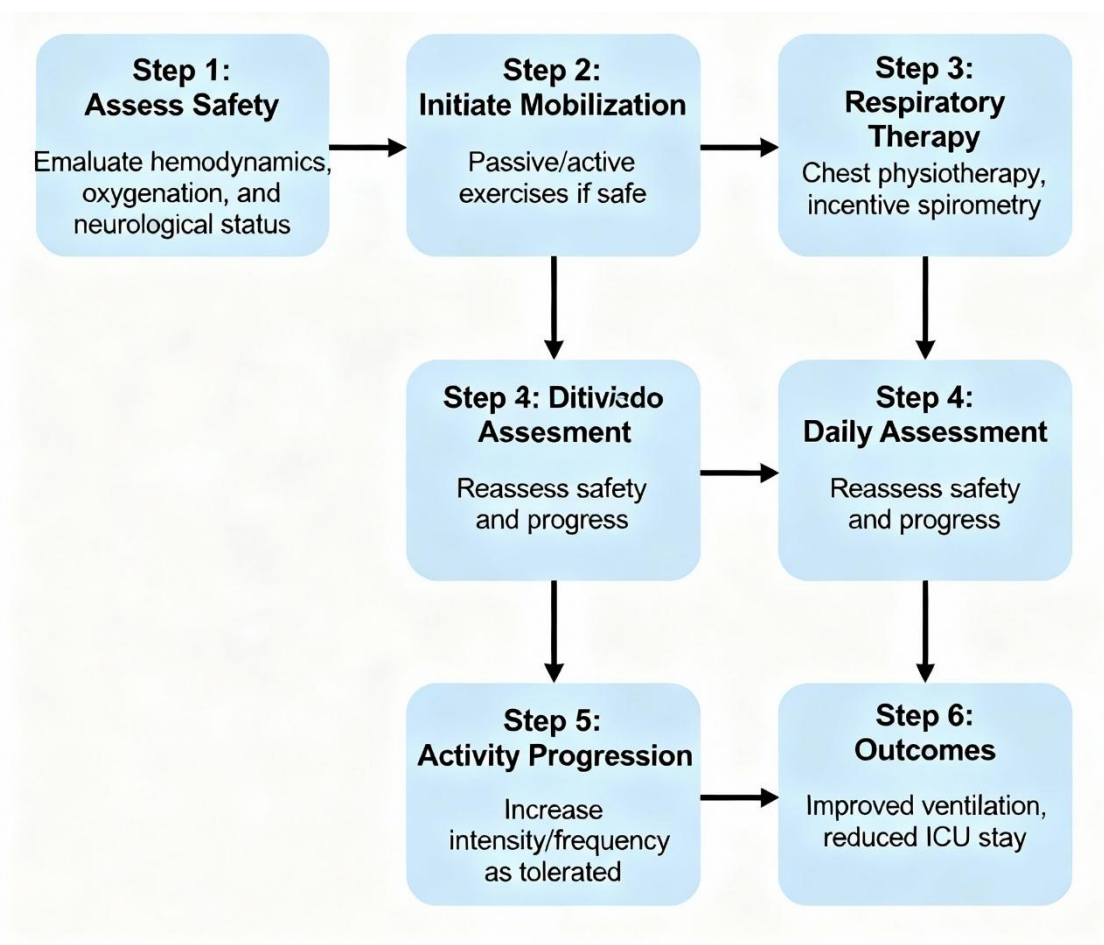 Step 1:
Assess Safety
Emaluate hemodynamics,
oxygenation, and
neurological status
Step 2:
Initiate Mobilization
Passive/active
exercises if safe
Step 3:
Respiratory
Therapy
Chest physiotherapy,
incentive spirometry
Step 4:
Assesment
Reassess safety
and progress
Step 4:
Daily Assessment
Reassess safety
and progress
Step 5:
Activity Progression
Increase
intensity/frequency
as tolerated
Step 6:
Outcomes
Improved ventilation,
reduced ICU stay